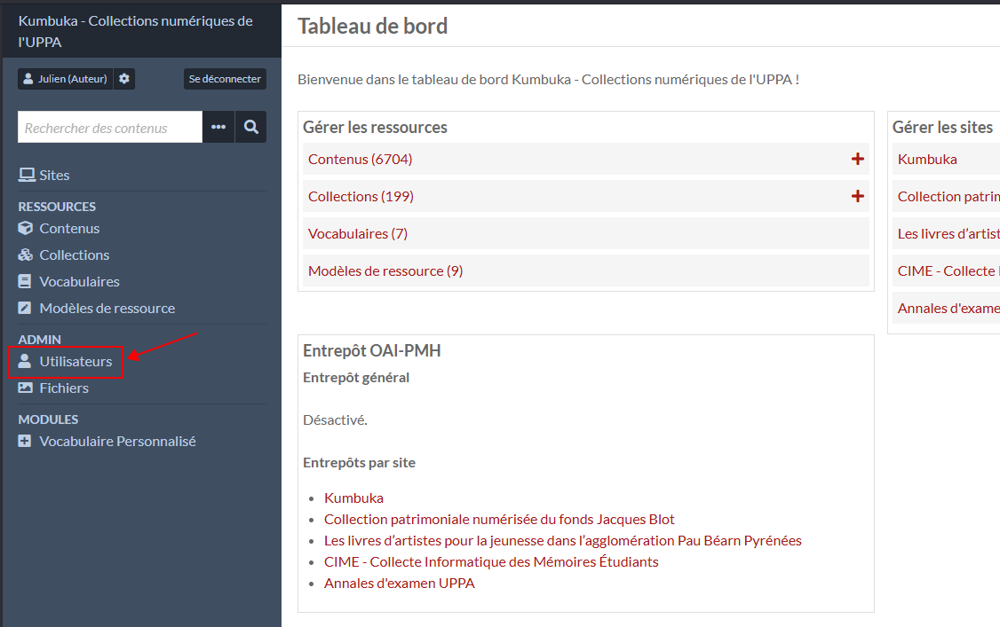 Kumbuka - Collections numériques de
l'UPPA
Julien (Auteur)
Se déconnecter
Rechercher des contenus
Sites
RESSOURCES
Contenus
Collections
Vocabulaires
Modèles de ressource
ADMIN
Utilisateurs
Fichiers
MODULES
Vocabulaire Personnalisé
Tableau de bord
Bienvenue dans le tableau de bord Kumbuka - Collections numériques de l'UPPA !
Gérer les ressources
Contenus (6704)
Collections (199)
Vocabulaires (7)
Modèles de ressource (9)
Gérer les sites
Kumbuka
Collection patrim
Les livres d’artist
CIME - Collecte
Annales d'exame
Entrepôt OAI-PMH
Entrepôt général
Désactivé.
Entrepôts par site
Kumbuka
Collection patrimoniale numérisée du fonds Jacques Blot
Les livres d’artistes pour la jeunesse dans l’agglomération Pau Béarn Pyrénées
CIME - Collecte Informatique des Mémoires Étudiants
Annales d'examen UPPA